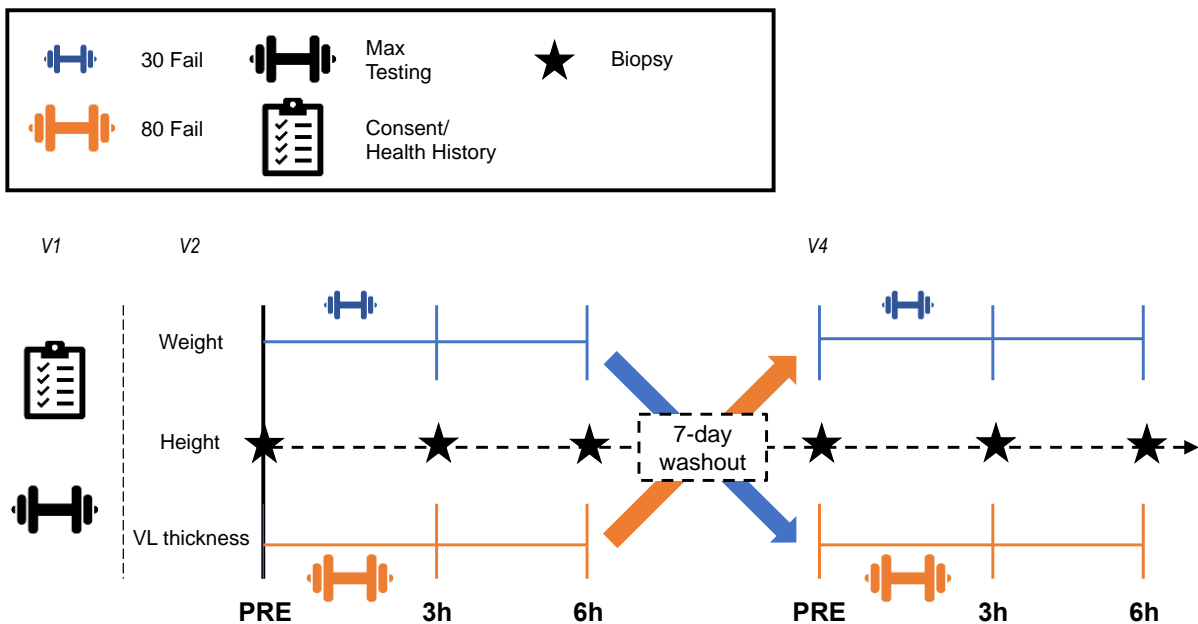 30 Fail
Max
Testing
Biopsy
80 Fail
Consent/
Health History
V1
V2
V4
Weight
Height
7-day
washout
VL thickness
PRE
3h
6h
PRE
3h
6h